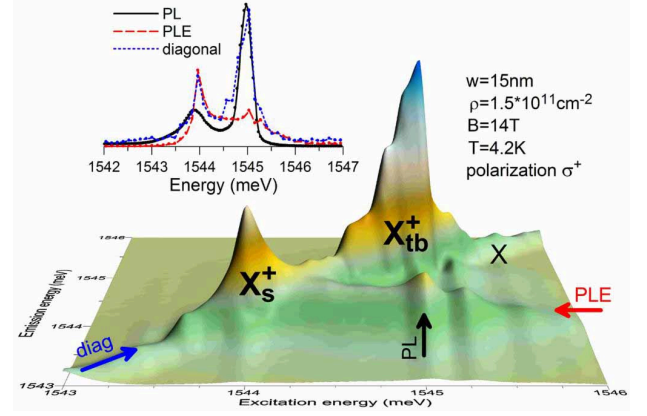 PL
PLE
diagonal
1542 1543 1544 1545 1546 1547
Energy (meV)
w=15nm
ρ=1.5*10¹¹cm⁻²
B=14T
T=4.2K
polarization σ⁺
X⁺ₛ
X⁺tb
X
PLE
PL
diag
1546
1545
1544
1543
Emission energy (meV)
1543 1544 1545 1546
Excitation energy (meV)